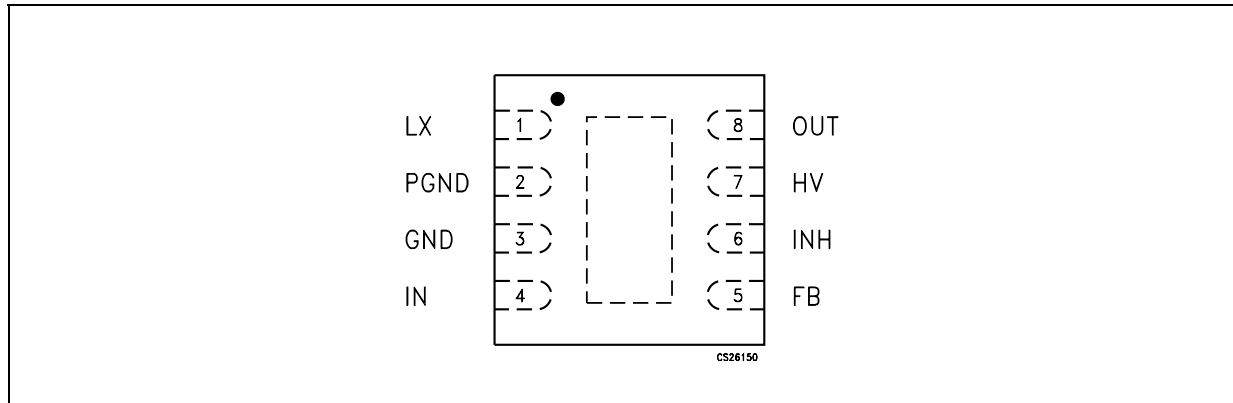 LX 1 8 OUT
PGND 2 7 HV
GND 3 6 INH
IN 4 5 FB
CS26150